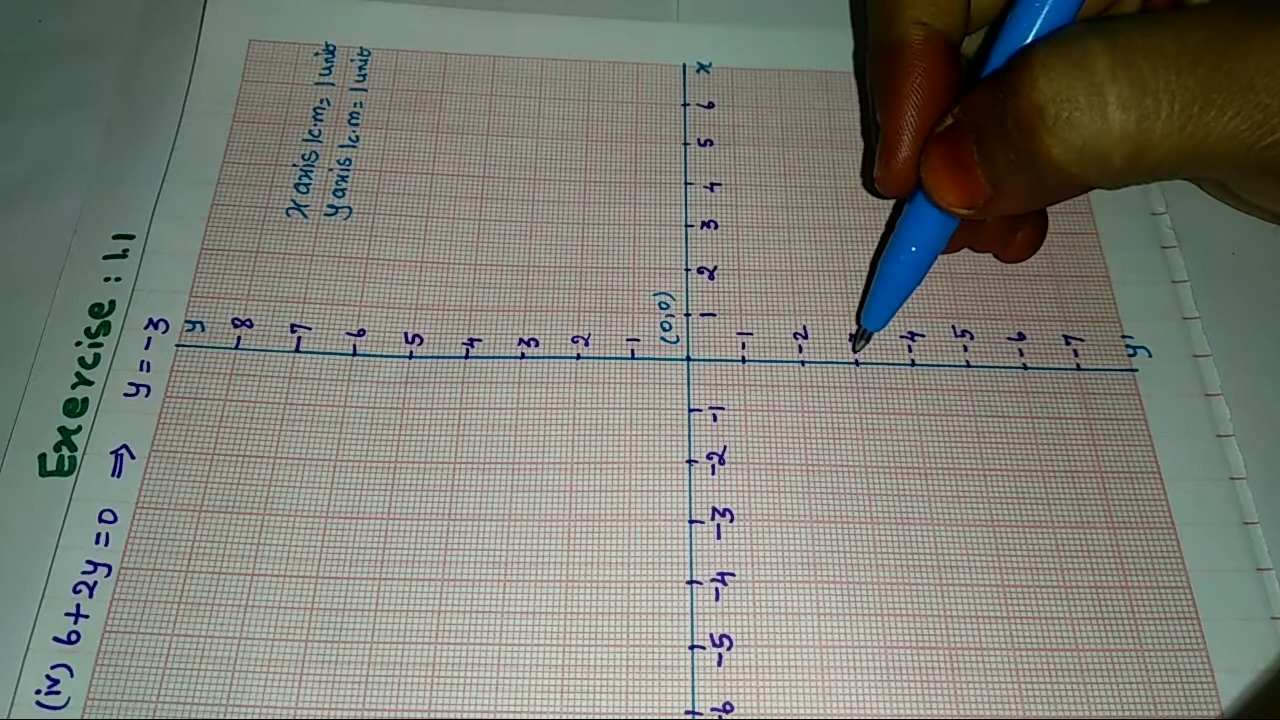 Exercise : 1.1
(iv) 6+2y=0 ⇒ y = -3
x axis 1c.m = 1 unit
y axis 1c.m = 1 unit
y
8
7
6
5
4
3
2
1
(0,0)
-6 -5 -4 -3 -2 -1 1 2 3 4 5 6 x
-1
-2
-4
-5
-6
-7
y'